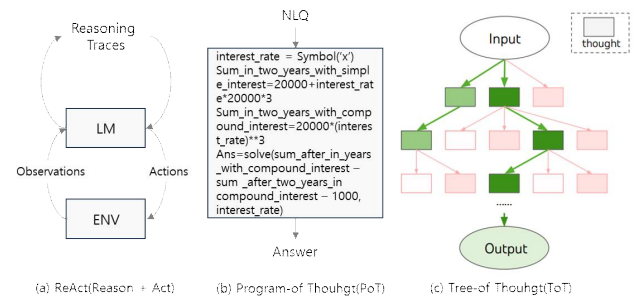 Reasoning
Traces
LM
Observations
Actions
ENV
(a) ReAct(Reason + Act)
NLQ
interest_rate = Symbol('x')
Sum_in_two_years_with_simpl
e_interest=20000+interest_rat
e*20000*3
Sum_in_two_years_with_comp
ound_interest=20000*(interes
t_rate)**3
Ans=solve(sum_after_in_years
_with_compound_interest –
sum _after_two_years_in
compound_interest – 1000,
interest_rate)
Answer
(b) Program-of Thouhgt(PoT)
Input
thought
......
Output
(c) Tree-of Thouhgt(ToT)